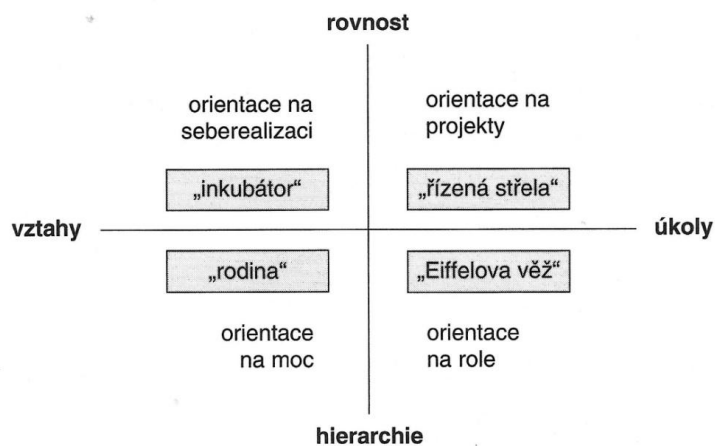 rovnost
orientace na
seberealizaci
orientace na
projekty
„inkubátor“
„řízená střela“
vztahy
úkoly
„rodina“
„Eiffelova věž“
orientace
na moc
orientace
na role
hierarchie